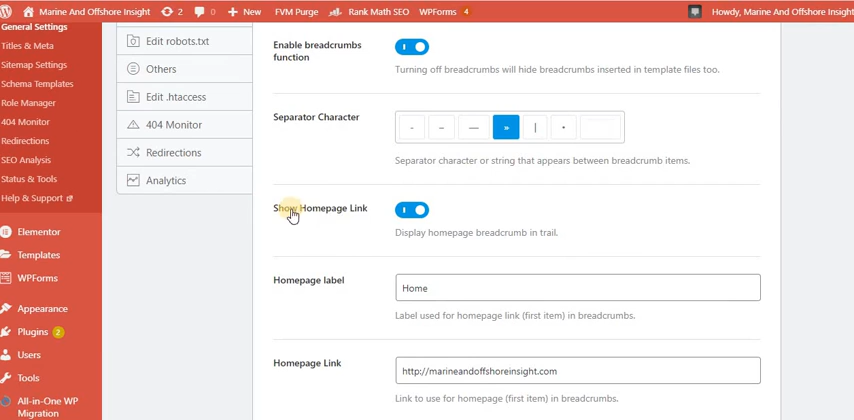 Marine And Offshore Insight 2 0 New FVM Purge Rank Math SEO WPForms 4 Howdy, Marine And Offshore Insight
General Settings
Titles & Meta
Sitemap Settings
Schema Templates
Role Manager
404 Monitor
Redirections
SEO Analysis
Status & Tools
Help & Support
Elementor
Templates
WPForms
Appearance
Plugins 2
Users
Tools
All-in-One WP
Migration
Edit robots.txt
Others
Edit .htaccess
404 Monitor
Redirections
Analytics
Enable breadcrumbs
function
Turning off breadcrumbs will hide breadcrumbs inserted in template files too.
Separator Character
- – — » | •
Separator character or string that appears between breadcrumb items.
Show Homepage Link
Display homepage breadcrumb in trail.
Homepage label
Home
Label used for homepage link (first item) in breadcrumbs.
Homepage Link
http://marineandoffshoreinsight.com
Link to use for homepage (first item) in breadcrumbs.